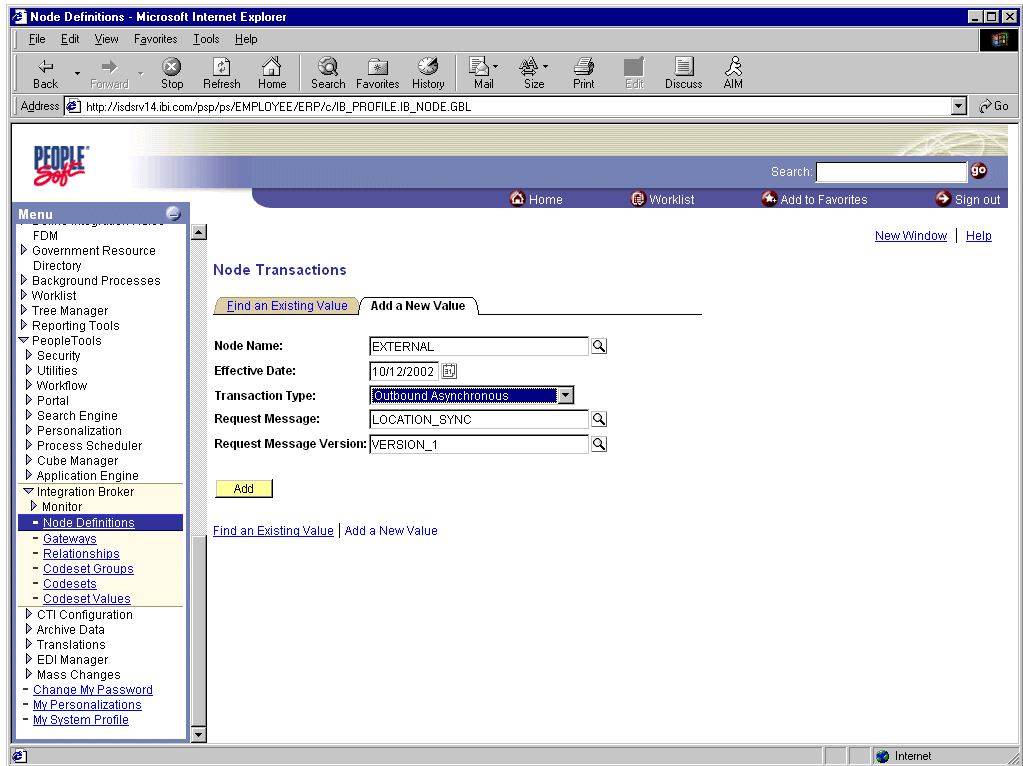 Node Definitions - Microsoft Internet Explorer
File Edit View Favorites Tools Help
Back Forward Stop Refresh Home Search Favorites History Mail Size Print Edit Discuss AIM
Address http://isdsrv14.ibi.com/psp/ps/EMPLOYEE/ERP/c/IB_PROFILE.IB_NODE.GBL Go
PEOPLE
Soft
Search: go
Home Worklist Add to Favorites Sign out
Menu
FDM
Government Resource
Directory
Background Processes
Worklist
Tree Manager
Reporting Tools
PeopleTools
Security
Utilities
Workflow
Portal
Search Engine
Personalization
Process Scheduler
Cube Manager
Application Engine
Integration Broker
Monitor
Node Definitions
Gateways
Relationships
Codeset Groups
Codesets
Codeset Values
CTI Configuration
Archive Data
Translations
EDI Manager
Mass Changes
Change My Password
My Personalizations
My System Profile
New Window | Help
Node Transactions
Find an Existing Value Add a New Value
Node Name: EXTERNAL
Effective Date: 10/12/2002
Transaction Type: Outbound Asynchronous
Request Message: LOCATION_SYNC
Request Message Version: VERSION_1
Add
Find an Existing Value | Add a New Value
Internet